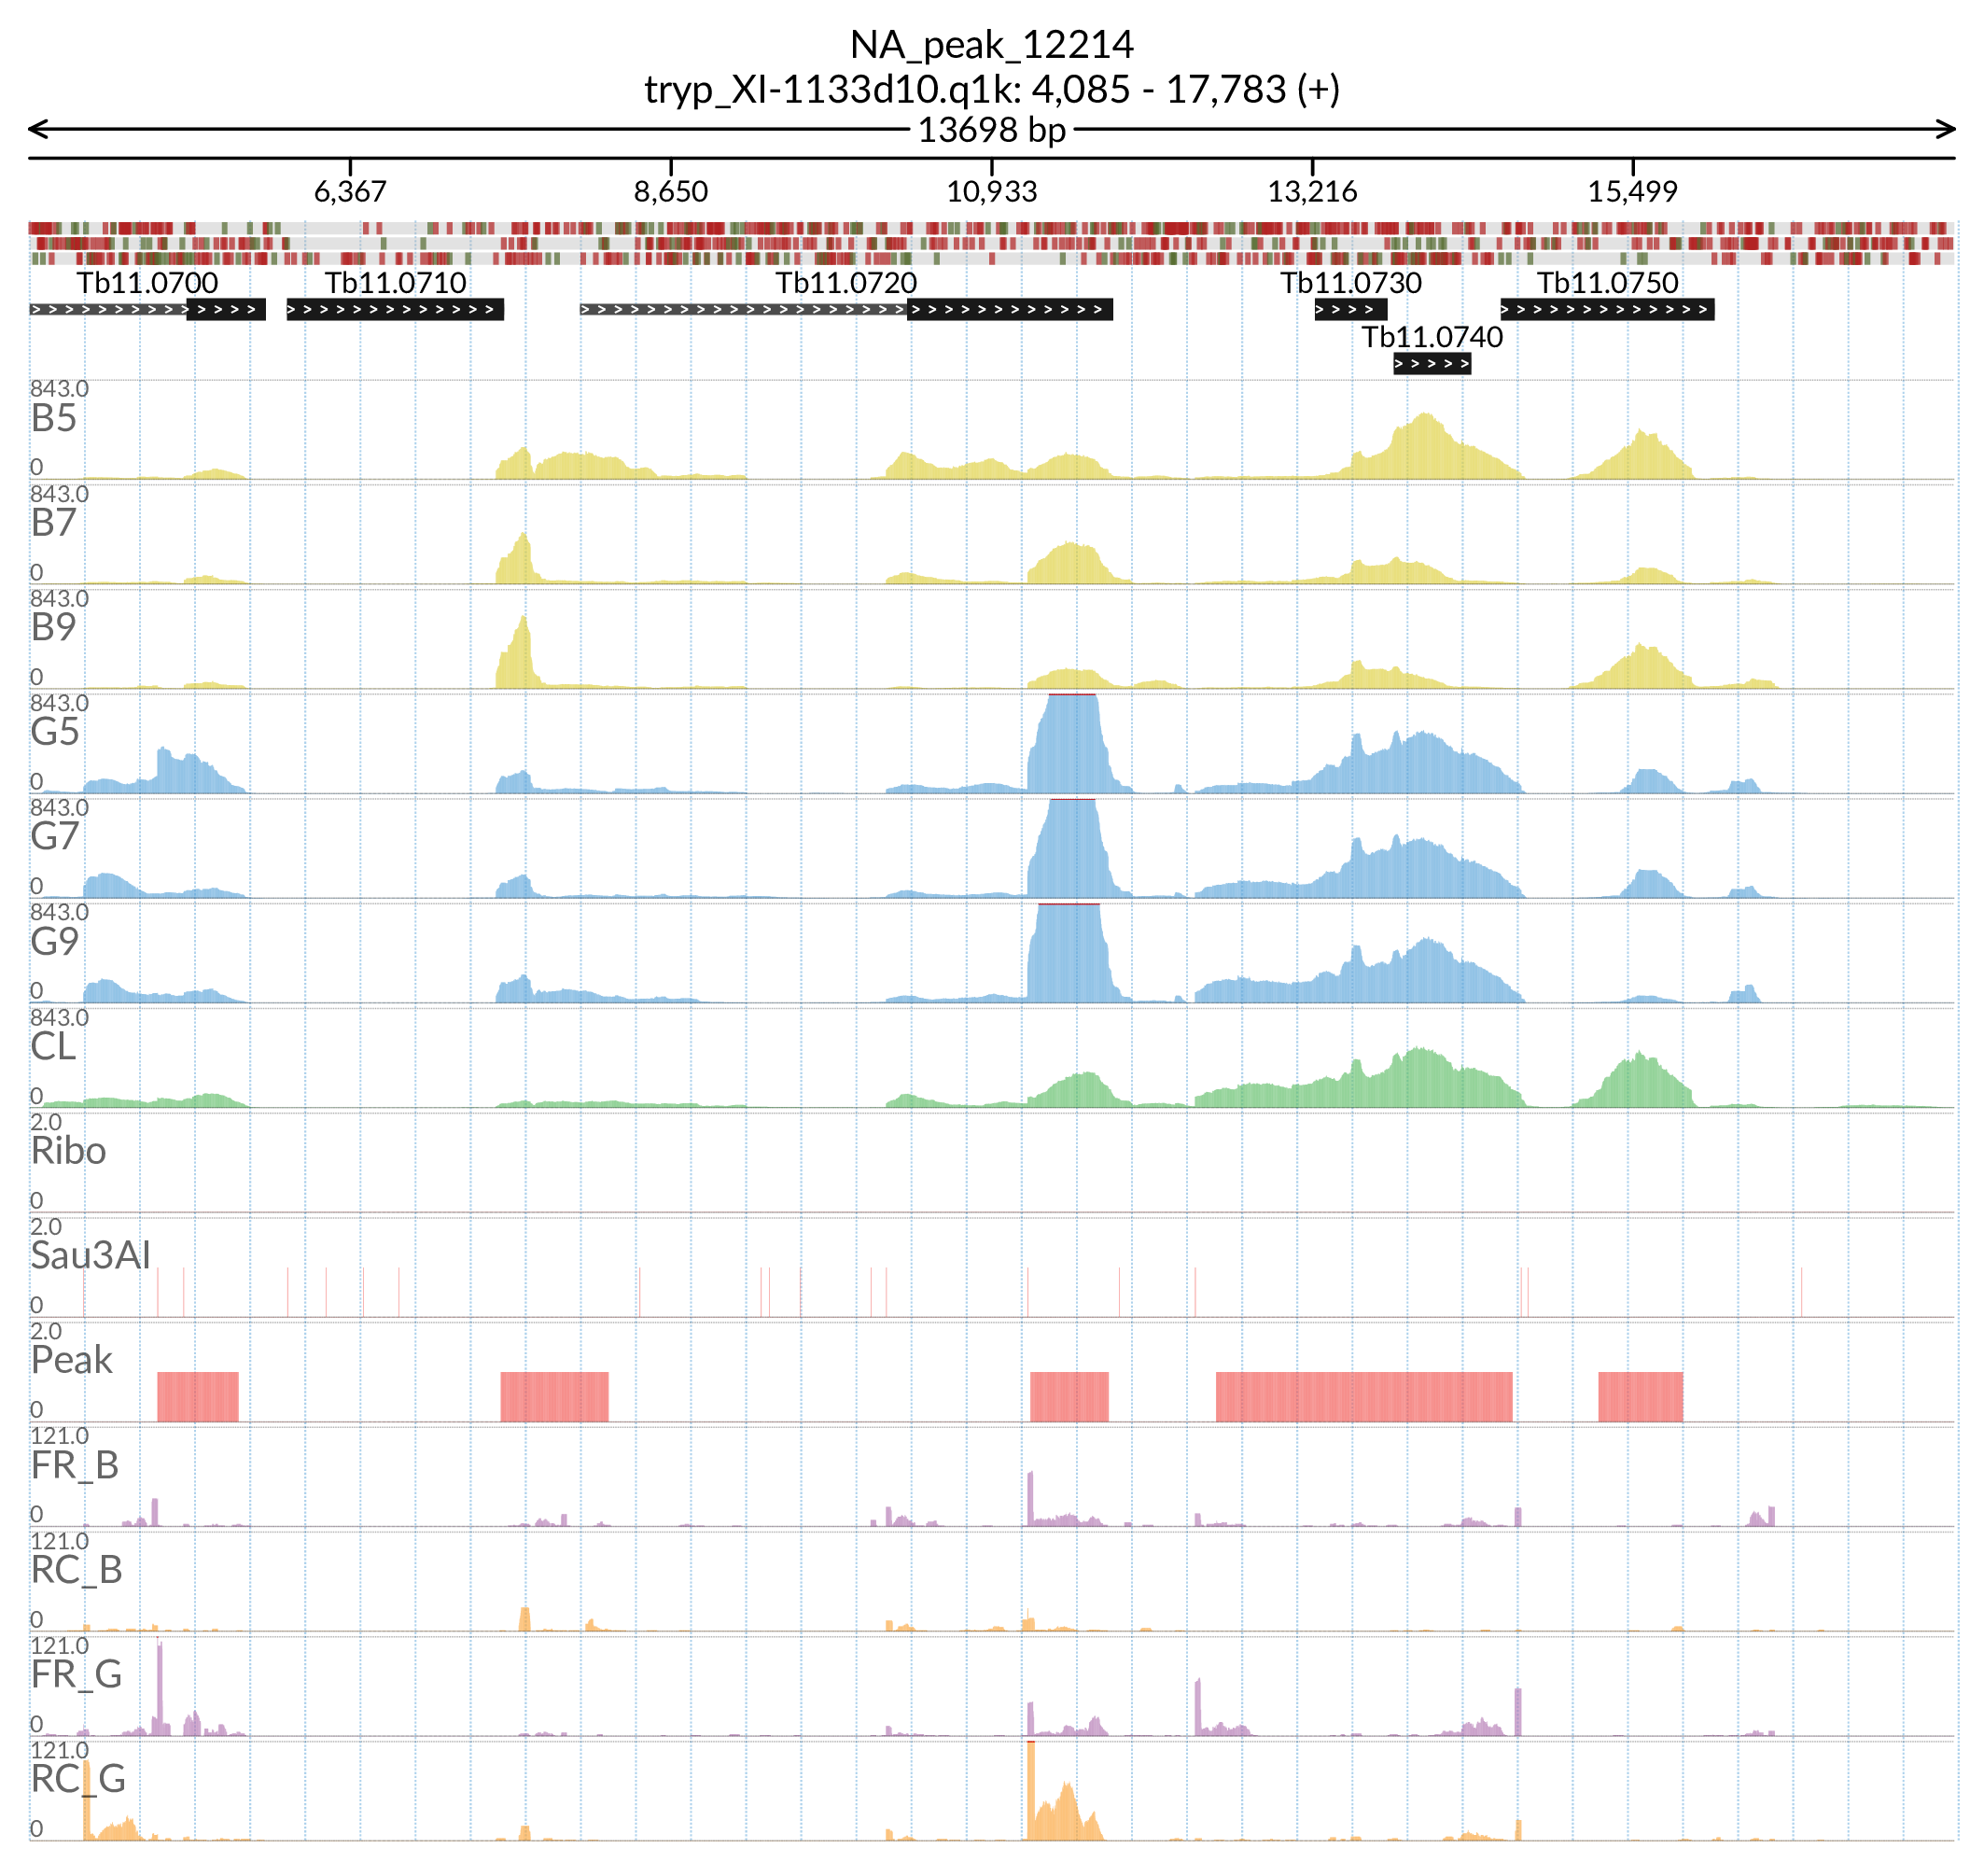 NA_peak_12214
tryp_XI-1133d10.q1k: 4,085 - 17,783 (+)
13698 bp
6,367 8,650 10,933 13,216 15,499
Tb11.0700 Tb11.0710 Tb11.0720 Tb11.0730 Tb11.0750
Tb11.0740
843.0
B5
0
843.0
B7
0
843.0
B9
0
843.0
G5
0
843.0
G7
0
843.0
G9
0
843.0
CL
0
2.0
Ribo
0
2.0
Sau3AI
0
2.0
Peak
0
121.0
FR_B
0
121.0
RC_B
0
121.0
FR_G
0
121.0
RC_G
0